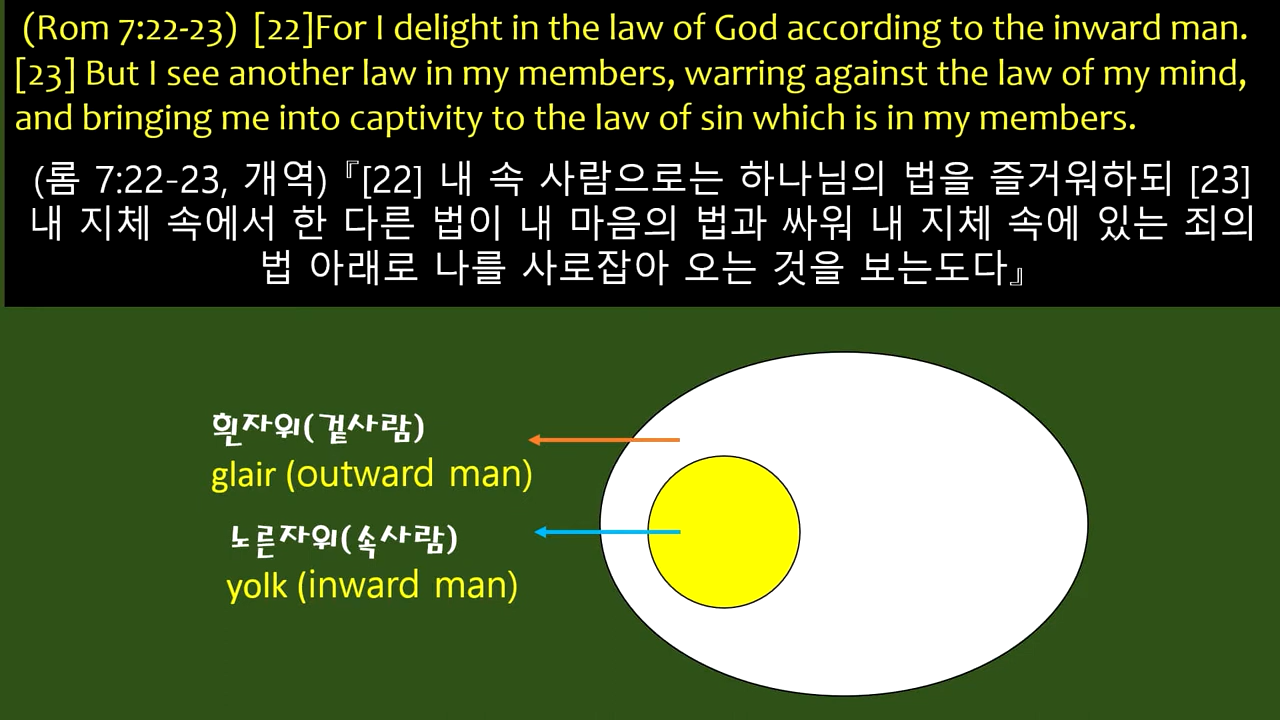 (Rom 7:22-23) [22]For I delight in the law of God according to the inward man.
[23] But I see another law in my members, warring against the law of my mind,
and bringing me into captivity to the law of sin which is in my members.
(롬 7:22-23, 개역)『[22] 내 속 사람으로는 하나님의 법을 즐거워하되 [23]
내 지체 속에서 한 다른 법이 내 마음의 법과 싸워 내 지체 속에 있는 죄의
법 아래로 나를 사로잡아 오는 것을 보는도다』
흰자위(겉사람)
glair (outward man)
노른자위(속사람)
yolk (inward man)